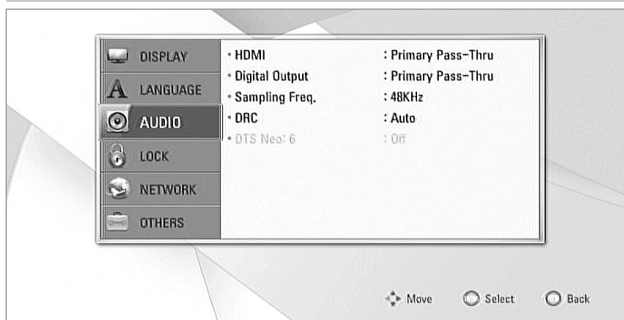 DISPLAY
LANGUAGE
AUDIO
LOCK
NETWORK
OTHERS
• HDMI : Primary Pass-Thru
• Digital Output : Primary Pass-Thru
• Sampling Freq. : 48KHz
• DRC : Auto
• DTS Neo: 6 : Off
Move Select Back